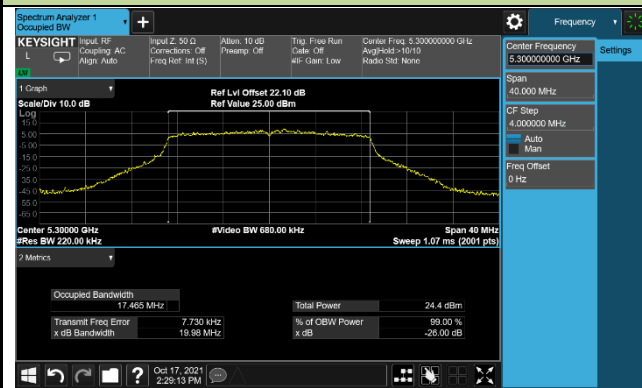 Spectrum Analyzer 1
Occupied BW
Frequency
KEYSIGHT
L
Input: RF
Coupling: AC
Align: Auto
Input Z: 50 Ω
Corrections: Off
Freq Ref: Int (S)
Atten: 10 dB
Preamp: Off
Trig: Free Run
Gate: Off
#IF Gain: Low
Center Freq: 5.300000000 GHz
Avg|Hold:>10/10
Radio Std: None
Center Frequency
5.300000000 GHz
Settings
Span
40.000 MHz
CF Step
4.000000 MHz
Auto
Man
Freq Offset
0 Hz
1 Graph
Scale/Div 10.0 dB
Ref Lvl Offset 22.10 dB
Ref Value 25.00 dBm
Log
15.0
5.00
-5.00
-15.0
-25.0
-35.0
-45.0
-55.0
-65.0
Center 5.30000 GHz
#Video BW 680.00 kHz
Span 40 MHz
#Res BW 220.00 kHz
Sweep 1.07 ms (2001 pts)
2 Metrics
Occupied Bandwidth
17.465 MHz
Total Power
24.4 dBm
Transmit Freq Error
7.730 kHz
% of OBW Power
99.00 %
x dB Bandwidth
19.98 MHz
x dB
-26.00 dB
?
Oct 17, 2021
2:29:13 PM